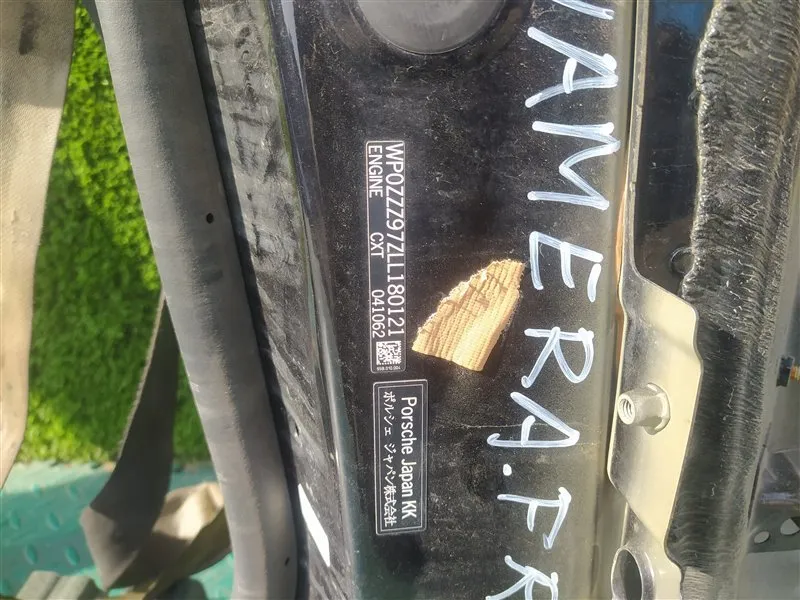 WP0ZZZ97ZLL180121
ENGINE CXT 041062
Porsche Japan KK
ポルシェ ジャパン株式会社
AMERA.FR